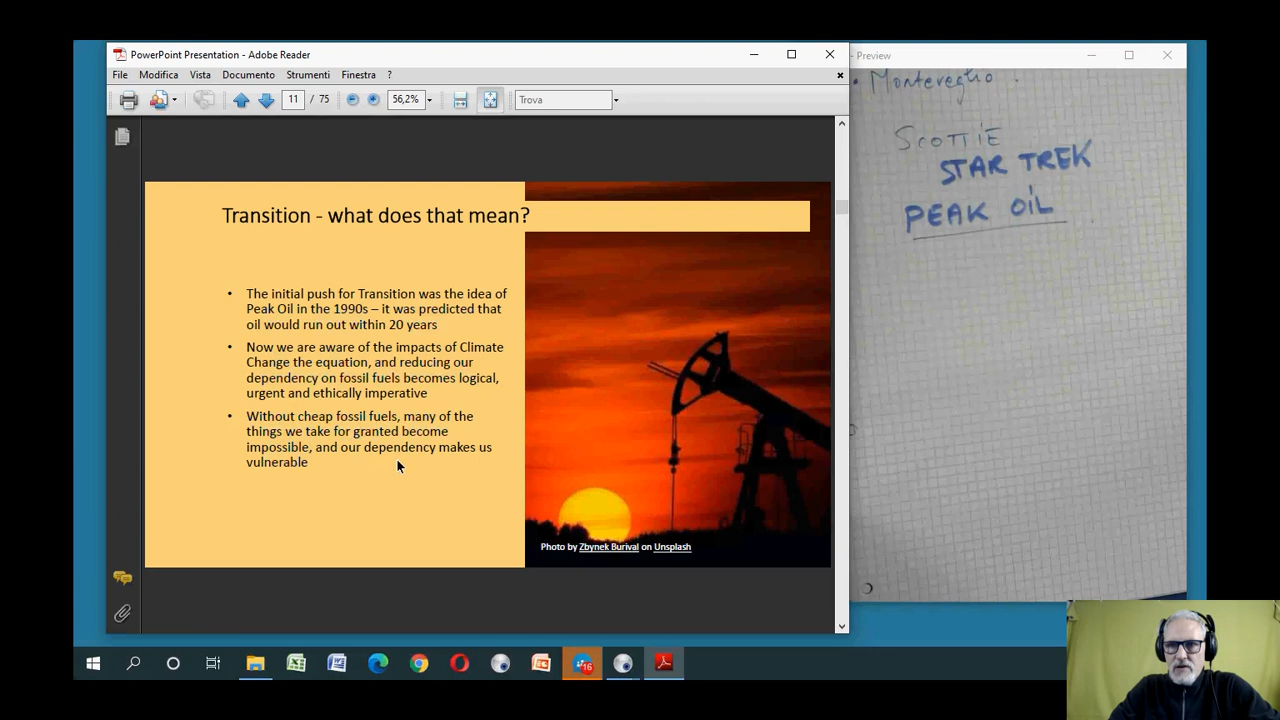 PowerPoint Presentation - Adobe Reader
File Modifica Vista Documento Strumenti Finestra ?
11 / 75 56,2% Trova
Transition - what does that mean?
• The initial push for Transition was the idea of
Peak Oil in the 1990s – it was predicted that
oil would run out within 20 years
• Now we are aware of the impacts of Climate
Change the equation, and reducing our
dependency on fossil fuels becomes logical,
urgent and ethically imperative
• Without cheap fossil fuels, many of the
things we take for granted become
impossible, and our dependency makes us
vulnerable
Photo by Zbynek Burival on Unsplash
- Preview
• Monteveglio
SCOTTIE
STAR TREK
PEAK OIL
16